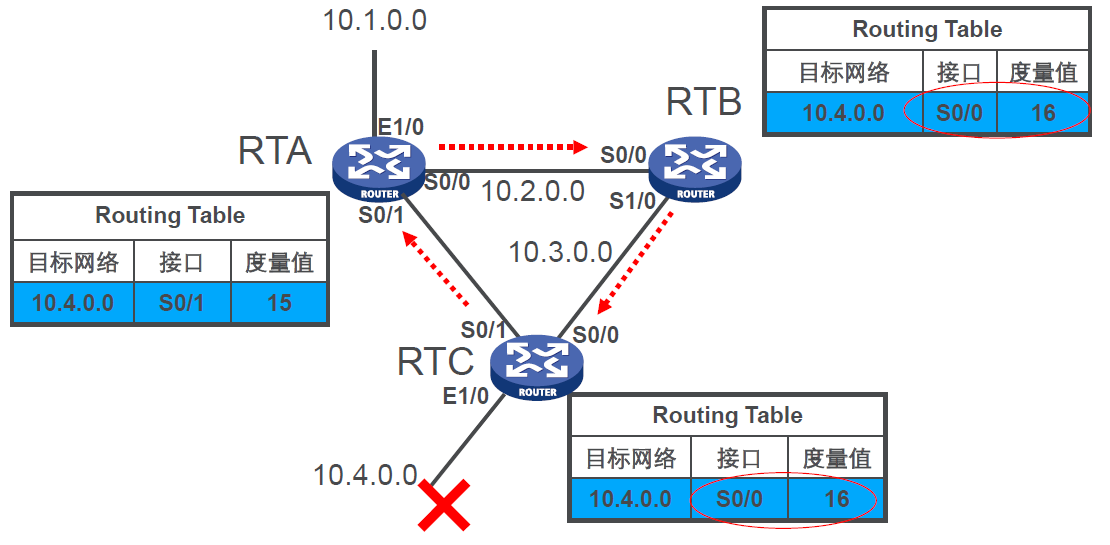 10.1.0.0
Routing Table
目标网络 接口 度量值
10.4.0.0 S0/0 16
RTB
E1/0
RTA
S0/0
S0/0
10.2.0.0
S1/0
S0/1
Routing Table
目标网络 接口 度量值
10.4.0.0 S0/1 15
ROUTER
ROUTER
10.3.0.0
S0/1
S0/0
RTC
E1/0
ROUTER
Routing Table
目标网络 接口 度量值
10.4.0.0 S0/0 16
10.4.0.0